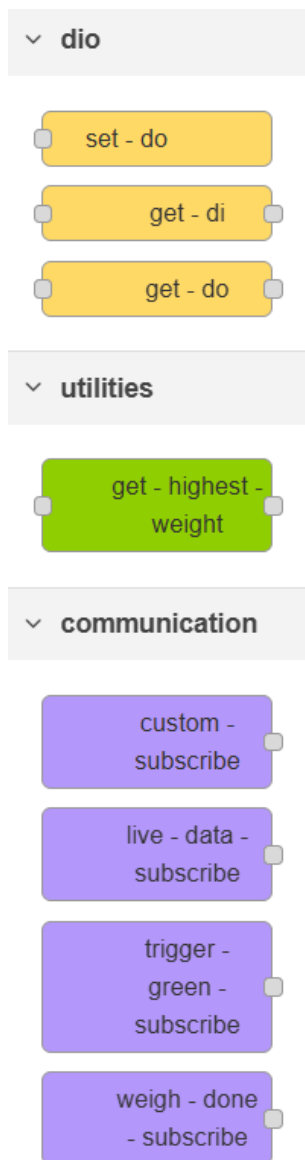 dio
set - do
get - di
get - do
utilities
get - highest -
weight
communication
custom -
subscribe
live - data -
subscribe
trigger -
green -
subscribe
weigh - done
- subscribe